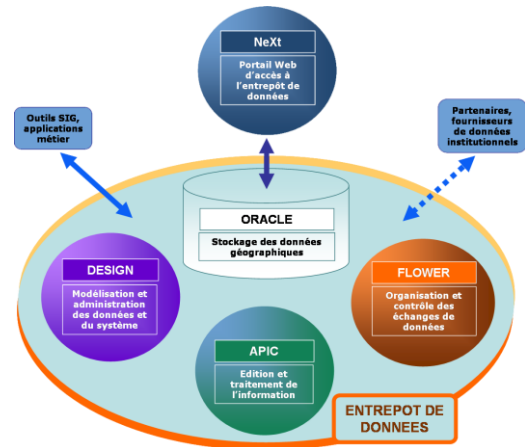 NeXt
Portail Web
d'accès à
l'entrepôt de
données
Outils SIG,
applications
métier
Partenaires,
fournisseurs
de données
institutionnels
ORACLE
Stockage des données
géographiques
DESIGN
Modélisation et
administration
des données et
du système
FLOWER
Organisation et
contrôle des
échanges de
données
APIC
Edition et
traitement de
l'information
ENTREPOT DE
DONNEES